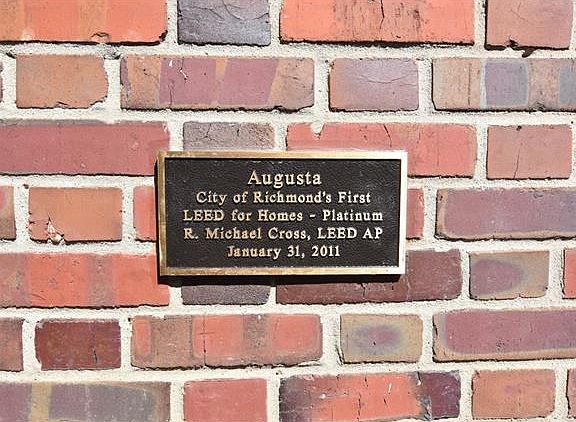 Augusta
City of Richmond's First
LEED for Homes - Platinum
R. Michael Cross, LEED AP
January 31, 2011